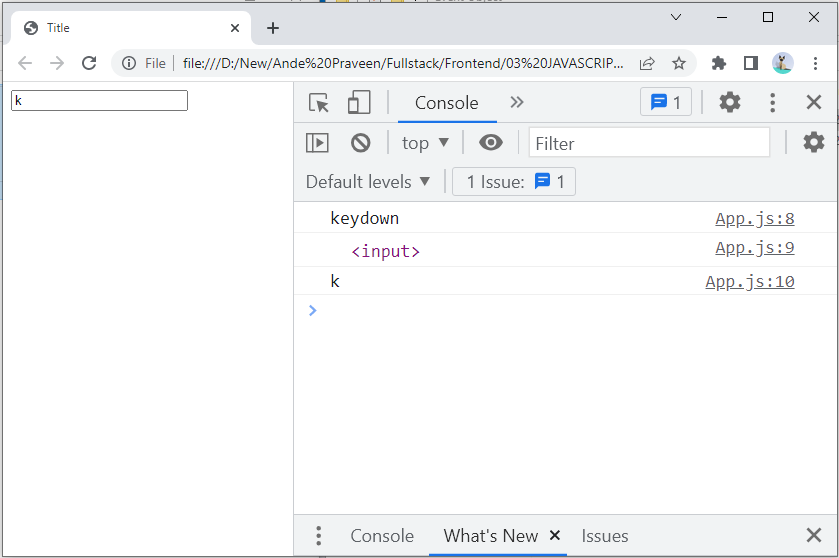 Title
File
file:///D:/New/Ande%20Praveen/Fullstack/Frontend/03%20JAVASCRIP...
k
Console
1
top
Filter
Default levels
1 Issue: 1
keydown App.js:8
<input> App.js:9
k App.js:10
Console What's New Issues